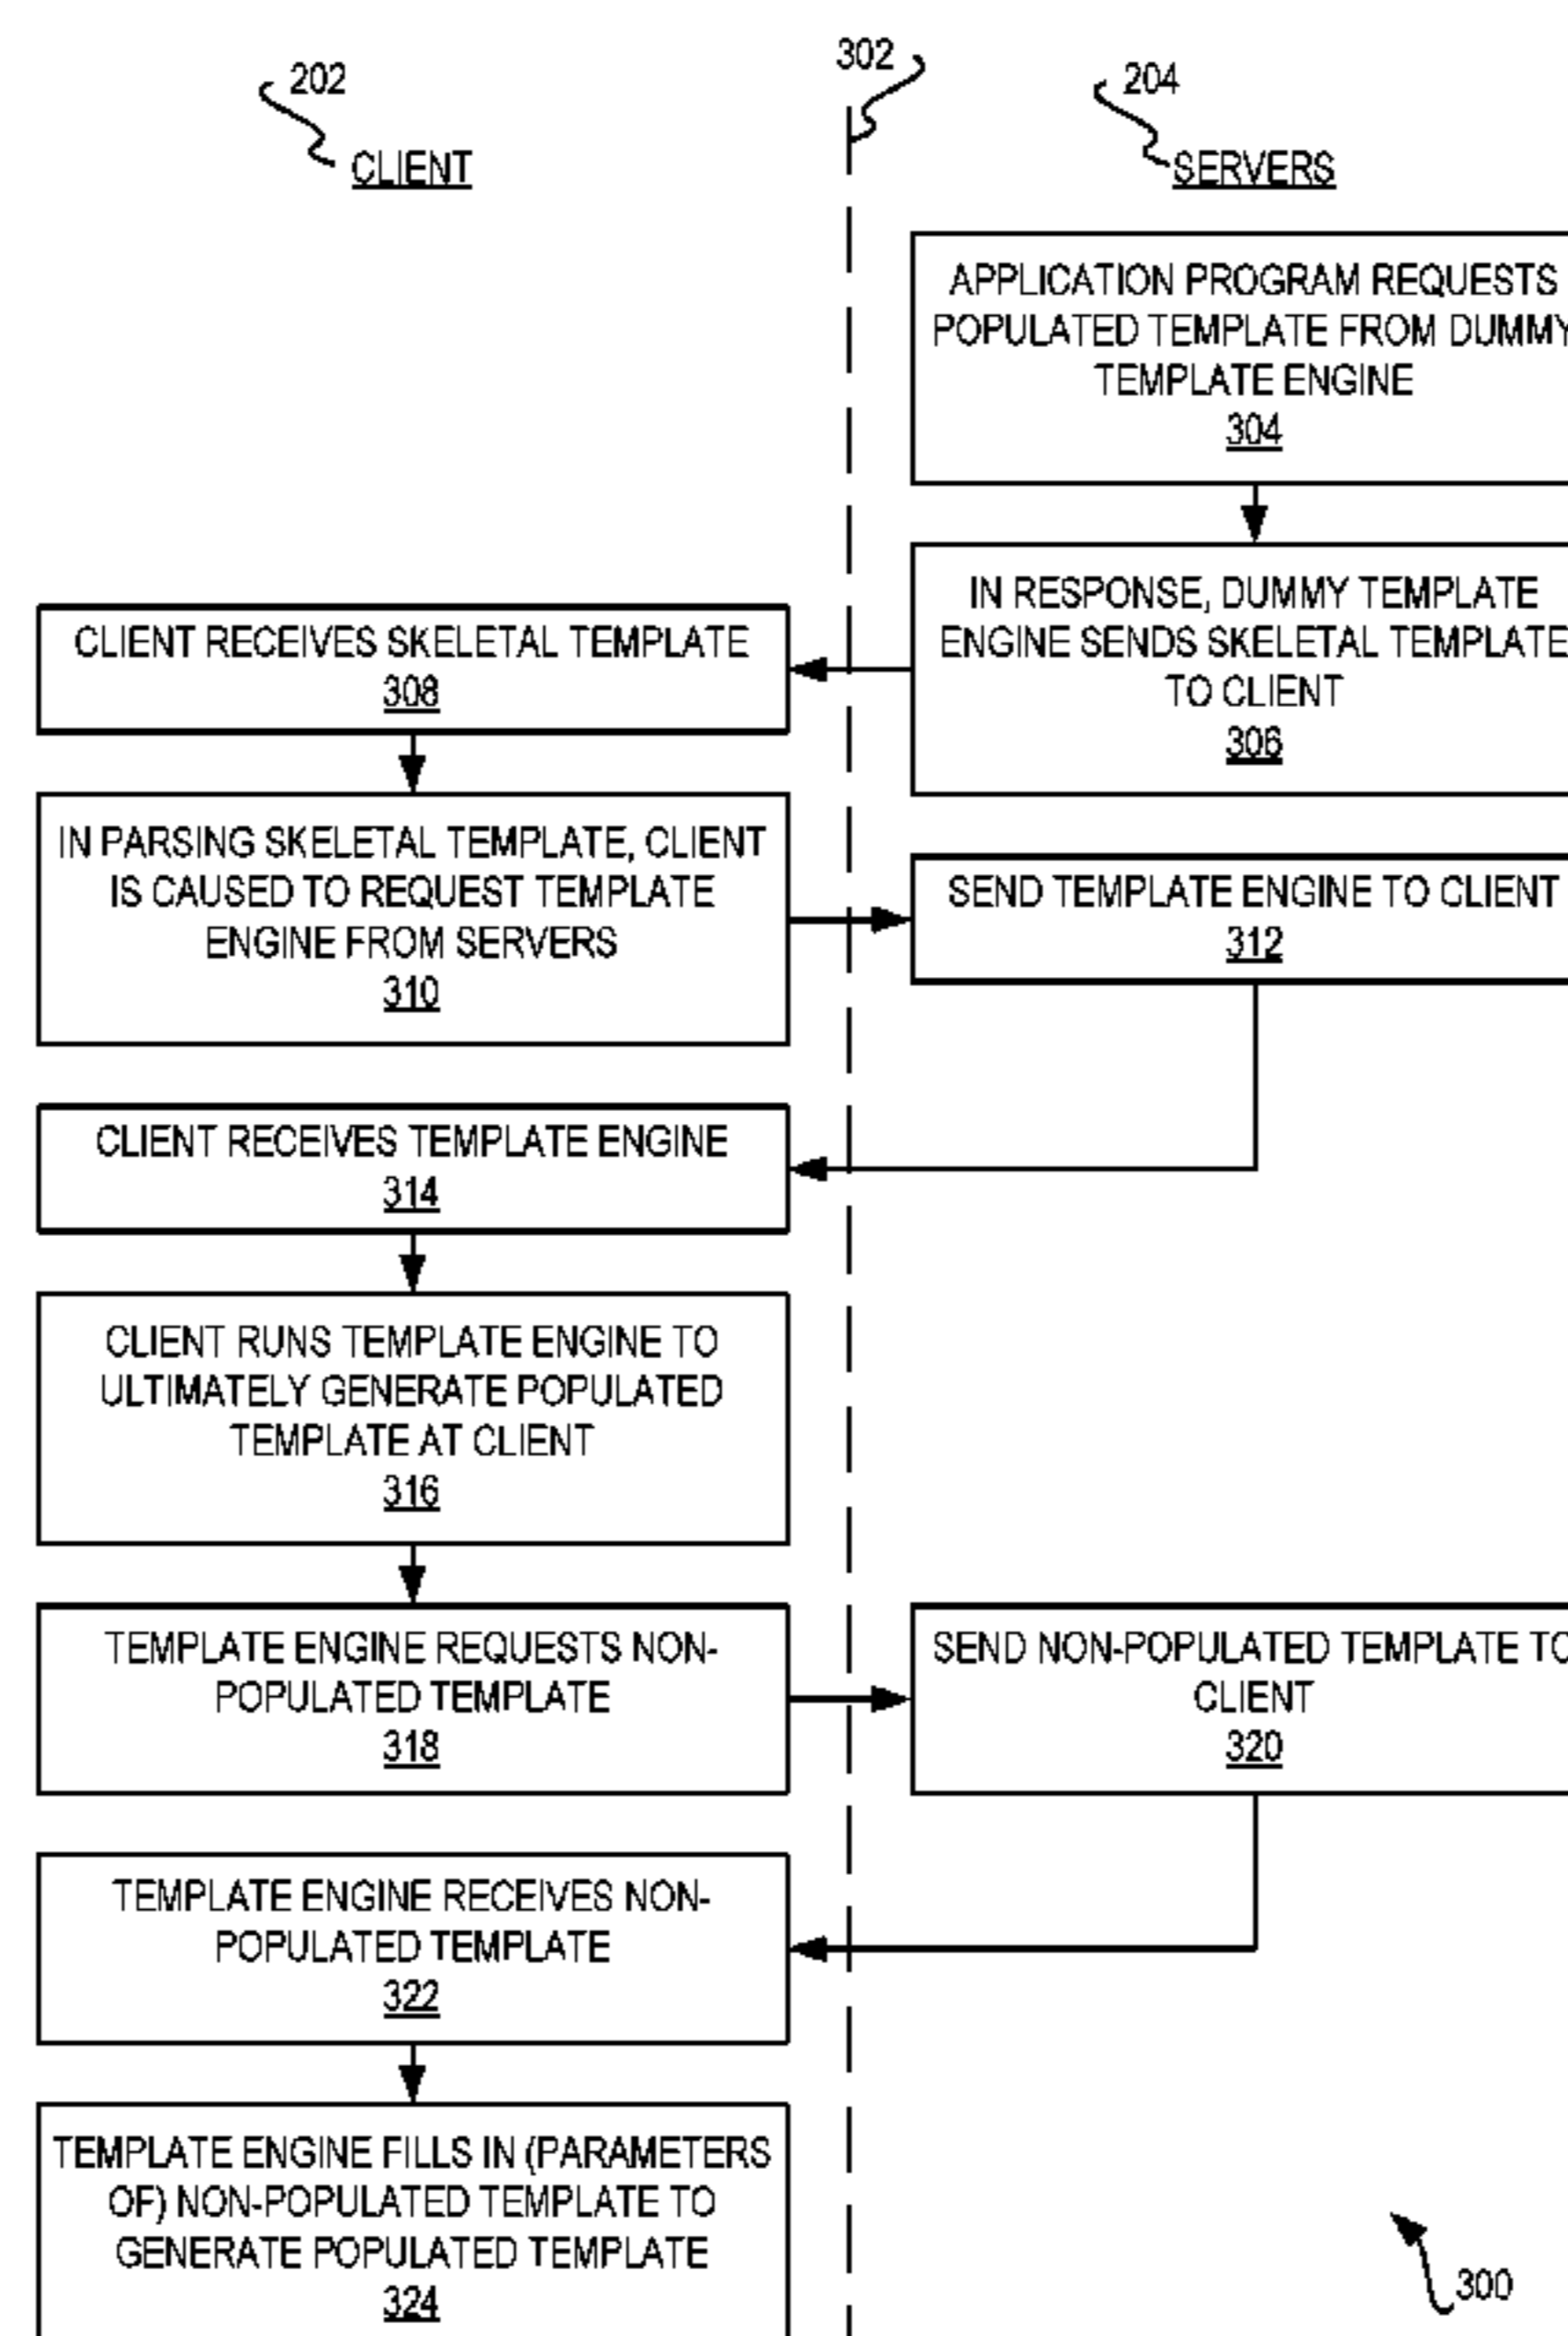 202
CLIENT
302
204
SERVERS
APPLICATION PROGRAM REQUESTS
POPULATED TEMPLATE FROM DUMMY
TEMPLATE ENGINE
304
IN RESPONSE, DUMMY TEMPLATE
ENGINE SENDS SKELETAL TEMPLATE
TO CLIENT
306
CLIENT RECEIVES SKELETAL TEMPLATE
308
IN PARSING SKELETAL TEMPLATE, CLIENT
IS CAUSED TO REQUEST TEMPLATE
ENGINE FROM SERVERS
310
SEND TEMPLATE ENGINE TO CLIENT
312
CLIENT RECEIVES TEMPLATE ENGINE
314
CLIENT RUNS TEMPLATE ENGINE TO
ULTIMATELY GENERATE POPULATED
TEMPLATE AT CLIENT
316
TEMPLATE ENGINE REQUESTS NON-
POPULATED TEMPLATE
318
SEND NON-POPULATED TEMPLATE TO
CLIENT
320
TEMPLATE ENGINE RECEIVES NON-
POPULATED TEMPLATE
322
TEMPLATE ENGINE FILLS IN (PARAMETERS
OF) NON-POPULATED TEMPLATE TO
GENERATE POPULATED TEMPLATE
324
300